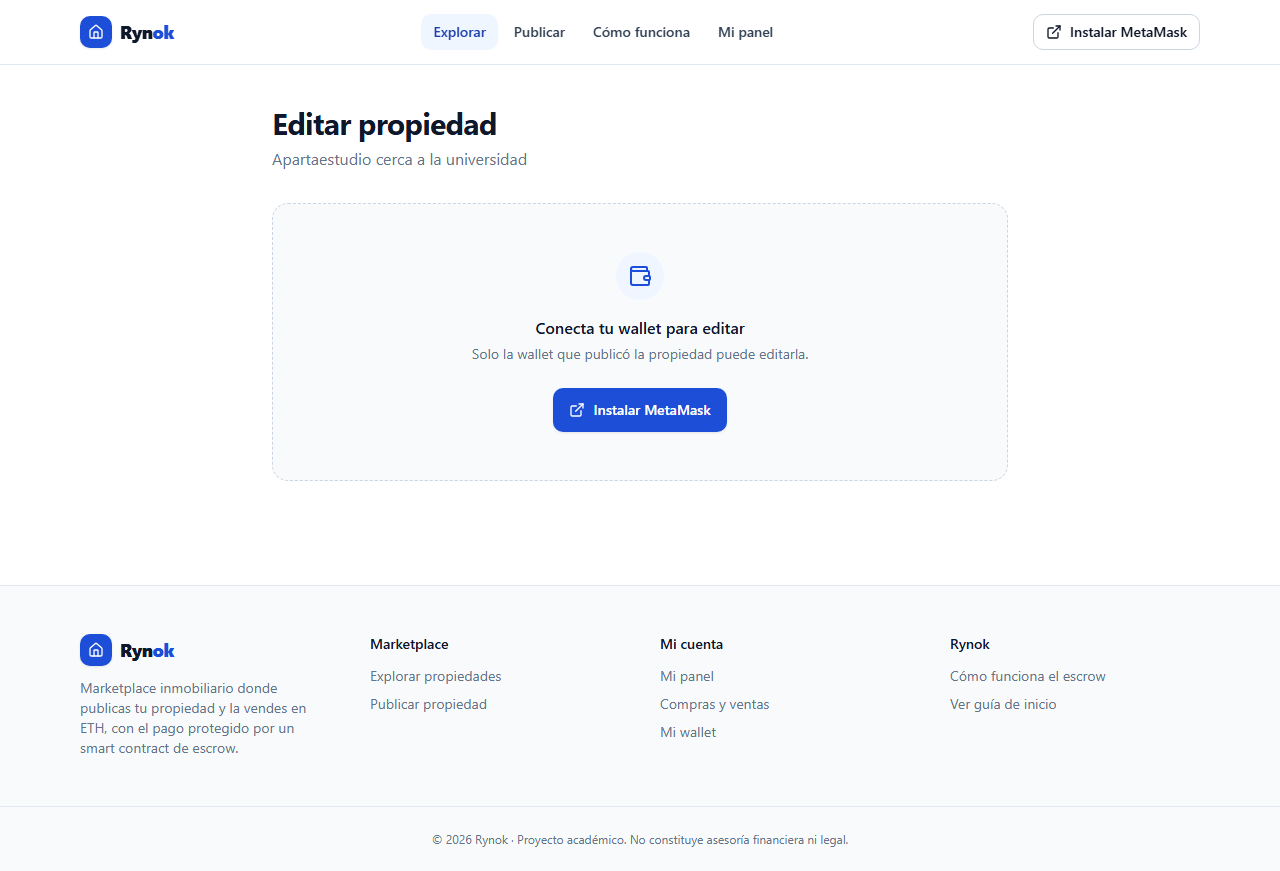 Rynok
Explorar
Publicar
Cómo funciona
Mi panel
Instalar MetaMask
Editar propiedad
Apartaestudio cerca a la universidad
Conecta tu wallet para editar
Solo la wallet que publicó la propiedad puede editarla.
Instalar MetaMask
Rynok
Marketplace inmobiliario donde
publicas tu propiedad y la vendes en
ETH, con el pago protegido por un
smart contract de escrow.
Marketplace
Explorar propiedades
Publicar propiedad
Mi cuenta
Mi panel
Compras y ventas
Mi wallet
Rynok
Cómo funciona el escrow
Ver guía de inicio
© 2026 Rynok · Proyecto académico. No constituye asesoría financiera ni legal.